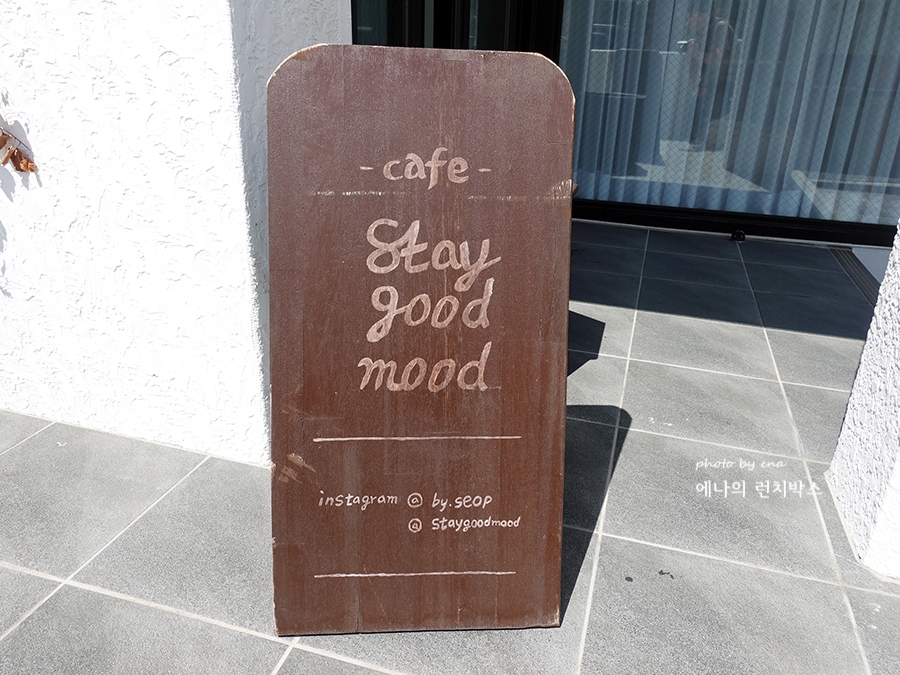 -cafe-
Stay
good
mood
instagram @ by.seop
@ Staygoodmood
photo by ena
에나의 런치박스